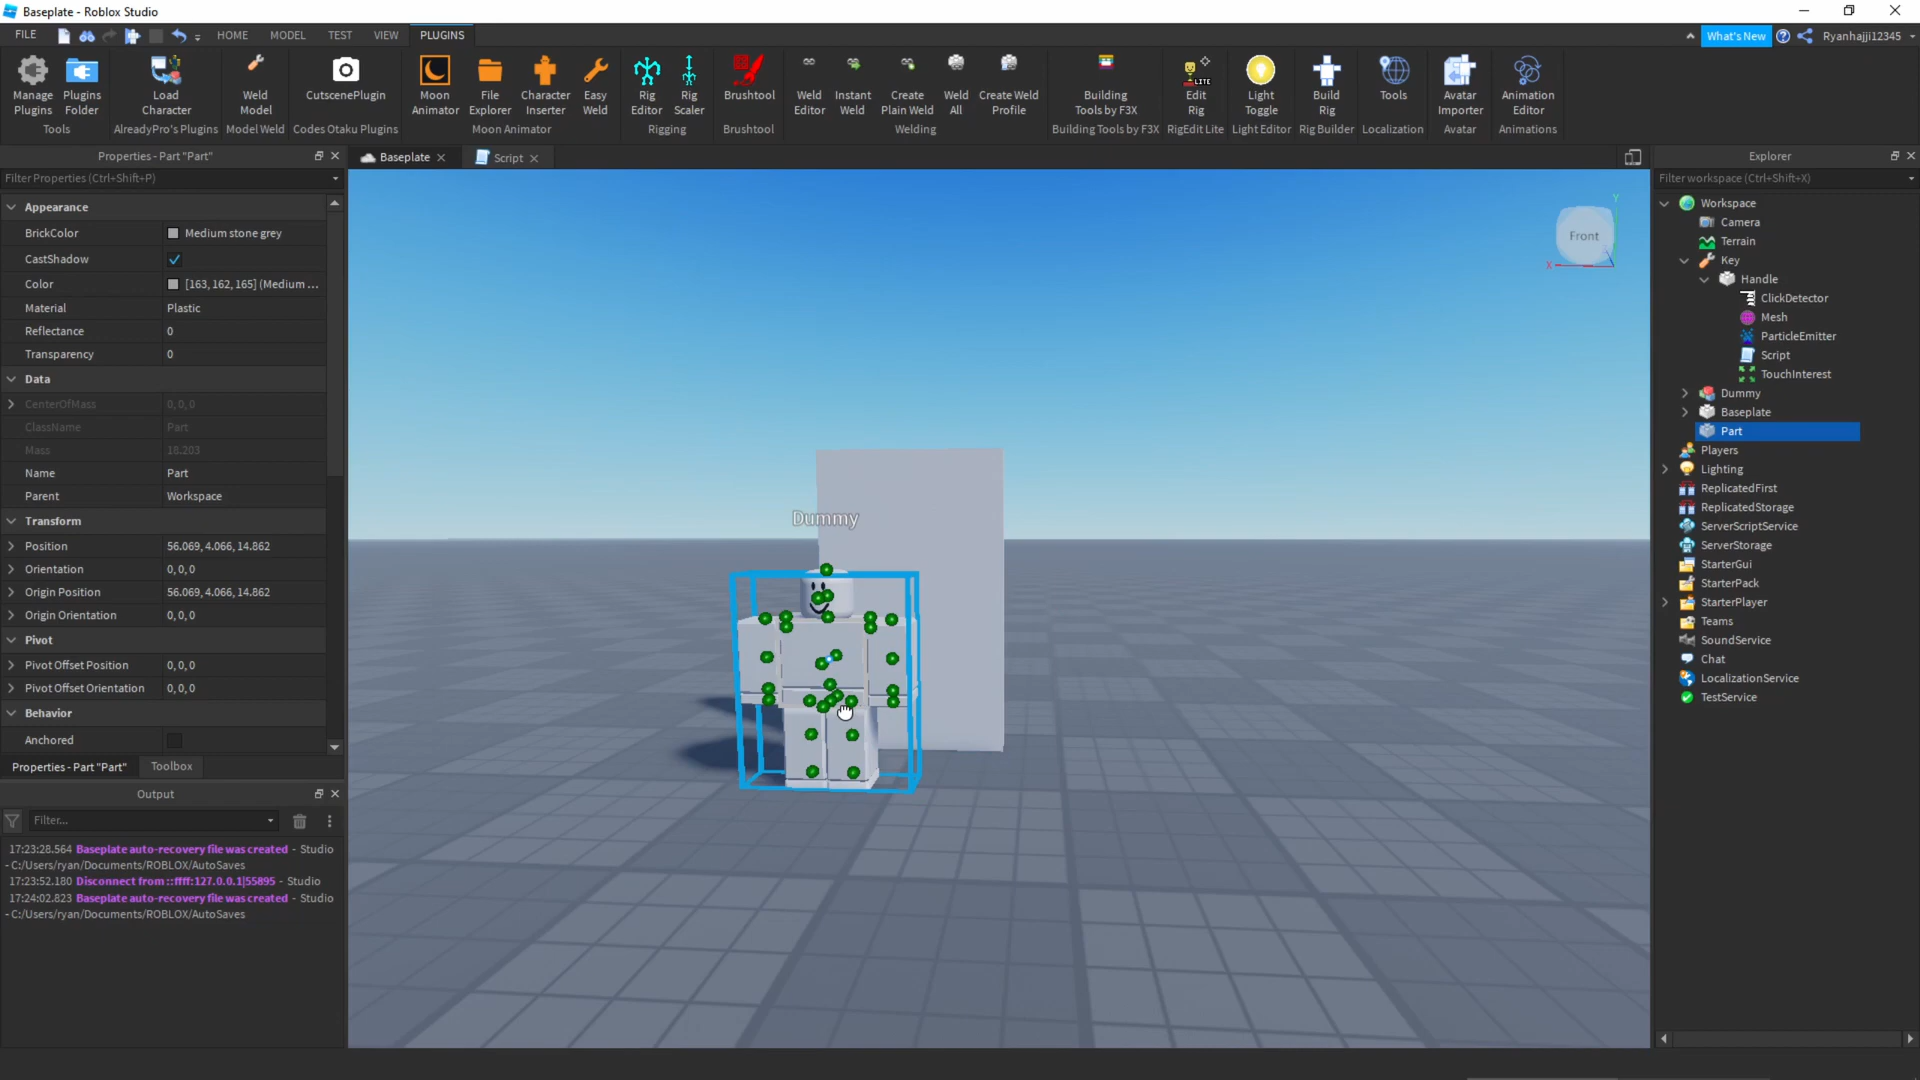 Baseplate - Roblox Studio
FILE HOME MODEL TEST VIEW PLUGINS What's New Ryanhajji12345
Manage Plugins
Plugins Folder
Tools
Load Character
AlreadyPro's Plugins
Weld Model
Model Weld
CutscenePlugin
Codes Otaku Plugins
Moon Animator
File Explorer
Character Inserter
Easy Weld
Moon Animator
Rig Editor
Rig Scaler
Rigging
Brushtool
Brushtool
Weld Editor
Instant Weld
Create Plain Weld
Weld All
Create Weld Profile
Welding
Building Tools by F3X
Building Tools by F3X
LITE
Edit Rig
RigEdit Lite
Light Toggle
Light Editor
Build Rig
Rig Builder
Tools
Localization
Avatar Importer
Avatar
Animation Editor
Animations
Properties - Part "Part"
Filter Properties (Ctrl+Shift+P)
Appearance
BrickColor Medium stone grey
CastShadow
Color [163, 162, 165] (Medium ...
Material Plastic
Reflectance 0
Transparency 0
Data
CenterOfMass 0, 0, 0
ClassName Part
Mass 18.203
Name Part
Parent Workspace
Transform
Position 56.069, 4.066, 14.862
Orientation 0, 0, 0
Origin Position 56.069, 4.066, 14.862
Origin Orientation 0, 0, 0
Pivot
Pivot Offset Position 0, 0, 0
Pivot Offset Orientation 0, 0, 0
Behavior
Anchored
Properties - Part "Part" Toolbox
Output
Filter...
17:23:28.564 Baseplate auto-recovery file was created - Studio
- C:/Users/ryan/Documents/ROBLOX/AutoSaves
17:23:52.180 Disconnect from ::ffff:127.0.0.1|55895 - Studio
17:24:02.823 Baseplate auto-recovery file was created - Studio
- C:/Users/ryan/Documents/ROBLOX/AutoSaves
Baseplate Script
Y
Front
X
Dummy
Explorer
Filter workspace (Ctrl+Shift+X)
Workspace
Camera
Terrain
Key
Handle
ClickDetector
Mesh
ParticleEmitter
Script
TouchInterest
Dummy
Baseplate
Part
Players
Lighting
ReplicatedFirst
ReplicatedStorage
ServerScriptService
ServerStorage
StarterGui
StarterPack
StarterPlayer
Teams
SoundService
Chat
LocalizationService
TestService